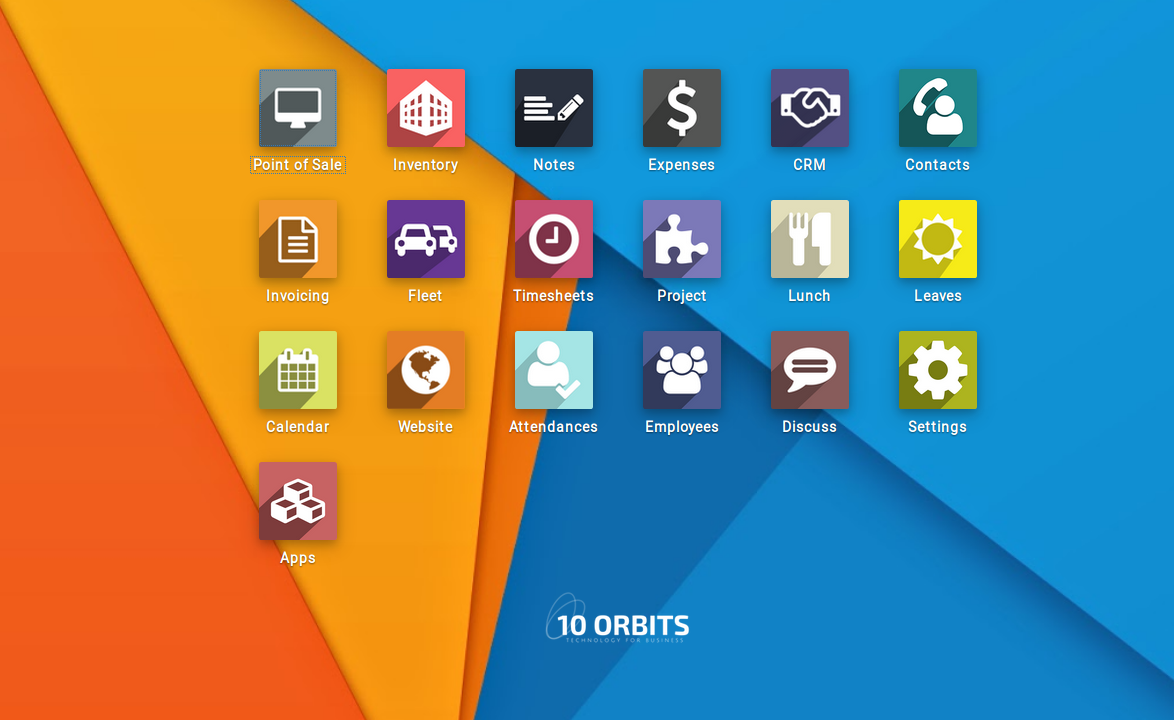 Point of Sale
Inventory
Notes
Expenses
CRM
Contacts
Invoicing
Fleet
Timesheets
Project
Lunch
Leaves
Calendar
Website
Attendances
Employees
Discuss
Settings
Apps
10 ORBITS
TECHNOLOGY FOR BUSINESS